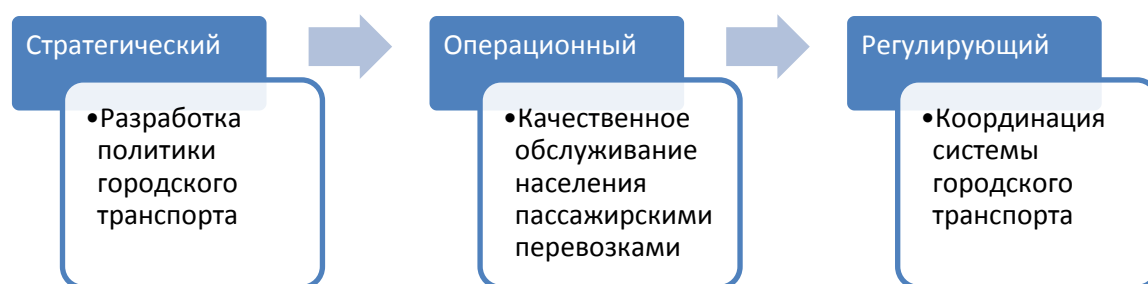 Стратегический
•Разработка
политики
городского
транспорта
Операционный
•Качественное
обслуживание
населения
пассажирскими
перевозками
Регулирующий
•Координация
системы
городского
транспорта